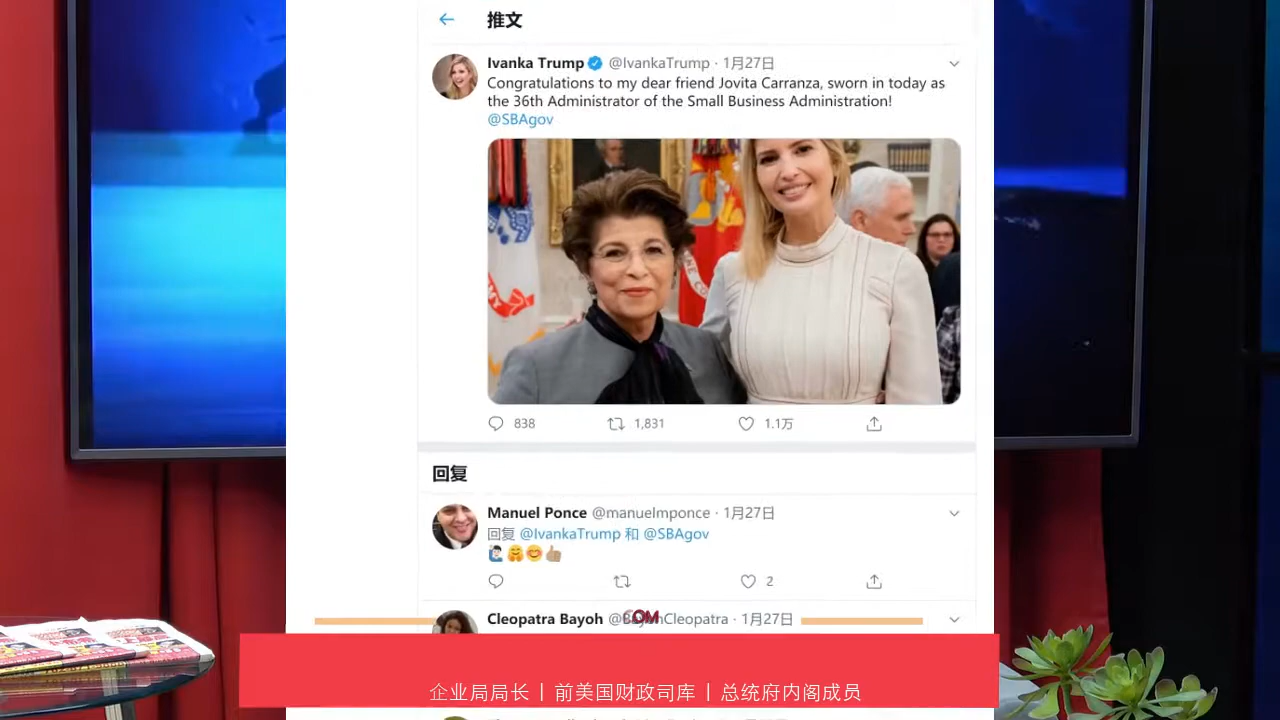 推文
Ivanka Trump @IvankaTrump · 1月27日
Congratulations to my dear friend Jovita Carranza, sworn in today as
the 36th Administrator of the Small Business Administration!
@SBAgov
838 1,831 1.1万
回复
Manuel Ponce @manuelmponce · 1月27日
回复 @IvankaTrump 和 @SBAgov
2
Cleopatra Bayoh @BayohCleopatra · 1月27日
COM
企业局局长 | 前美国财政司库 | 总统府内阁成员